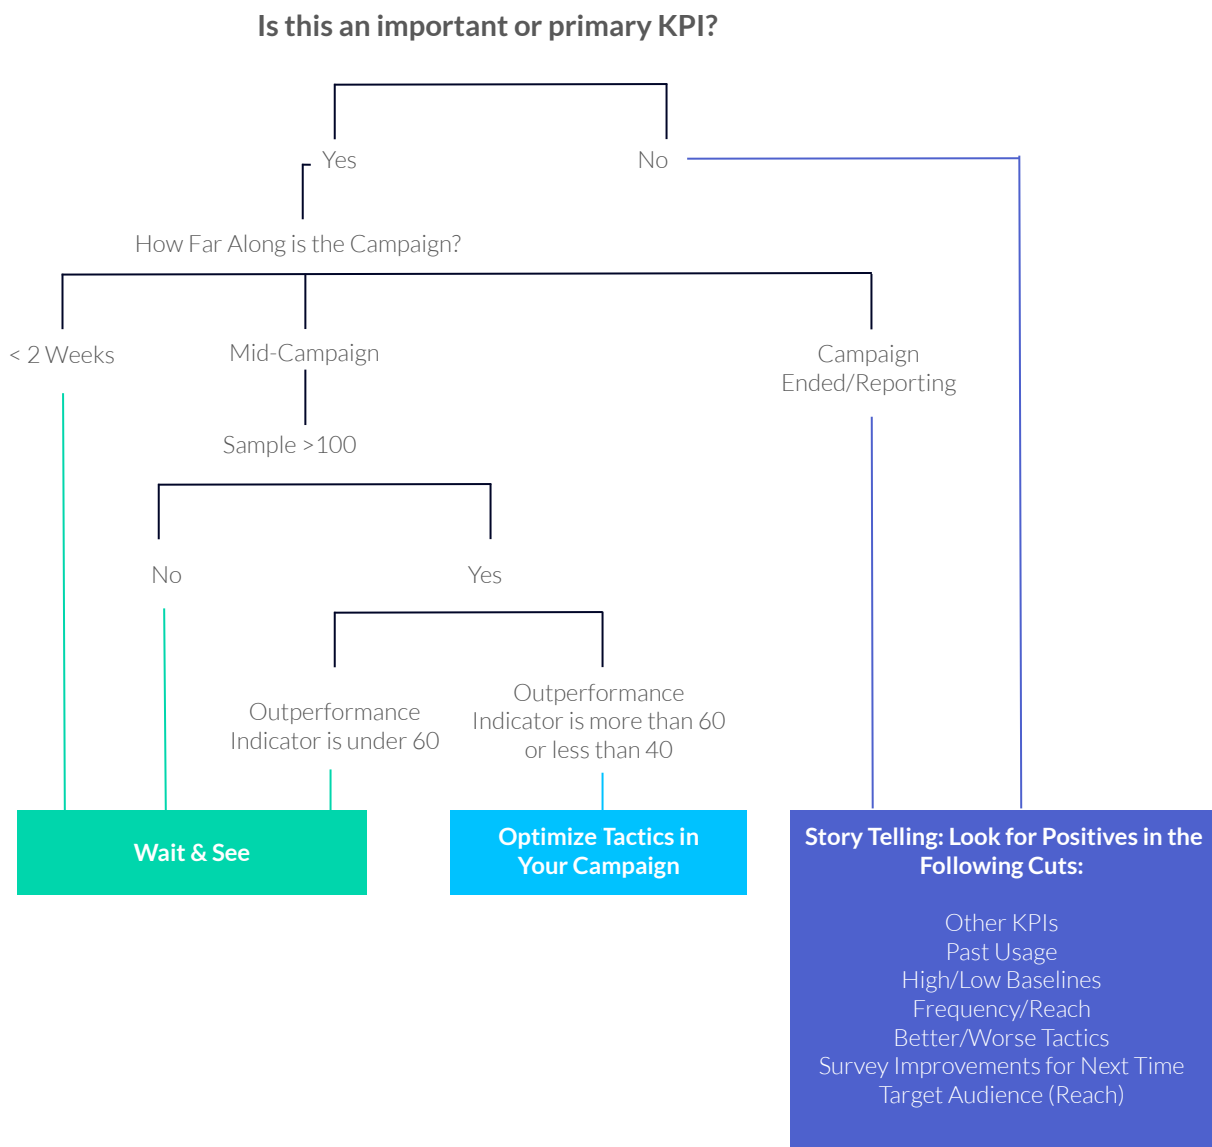 Is this an important or primary KPI?
Yes
No
How Far Along is the Campaign?
< 2 Weeks
Mid-Campaign
Campaign
Ended/Reporting
Sample >100
No
Yes
Outperformance
Indicator is under 60
Outperformance
Indicator is more than 60
or less than 40
Wait & See
Optimize Tactics in
Your Campaign
Story Telling: Look for Positives in the
Following Cuts:
Other KPIs
Past Usage
High/Low Baselines
Frequency/Reach
Better/Worse Tactics
Survey Improvements for Next Time
Target Audience (Reach)